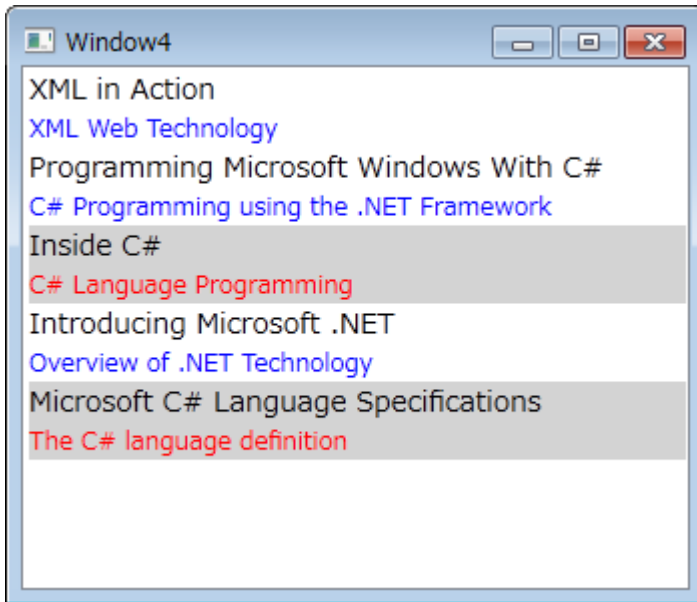 Window4
XML in Action
XML Web Technology
Programming Microsoft Windows With C#
C# Programming using the .NET Framework
Inside C#
C# Language Programming
Introducing Microsoft .NET
Overview of .NET Technology
Microsoft C# Language Specifications
The C# language definition